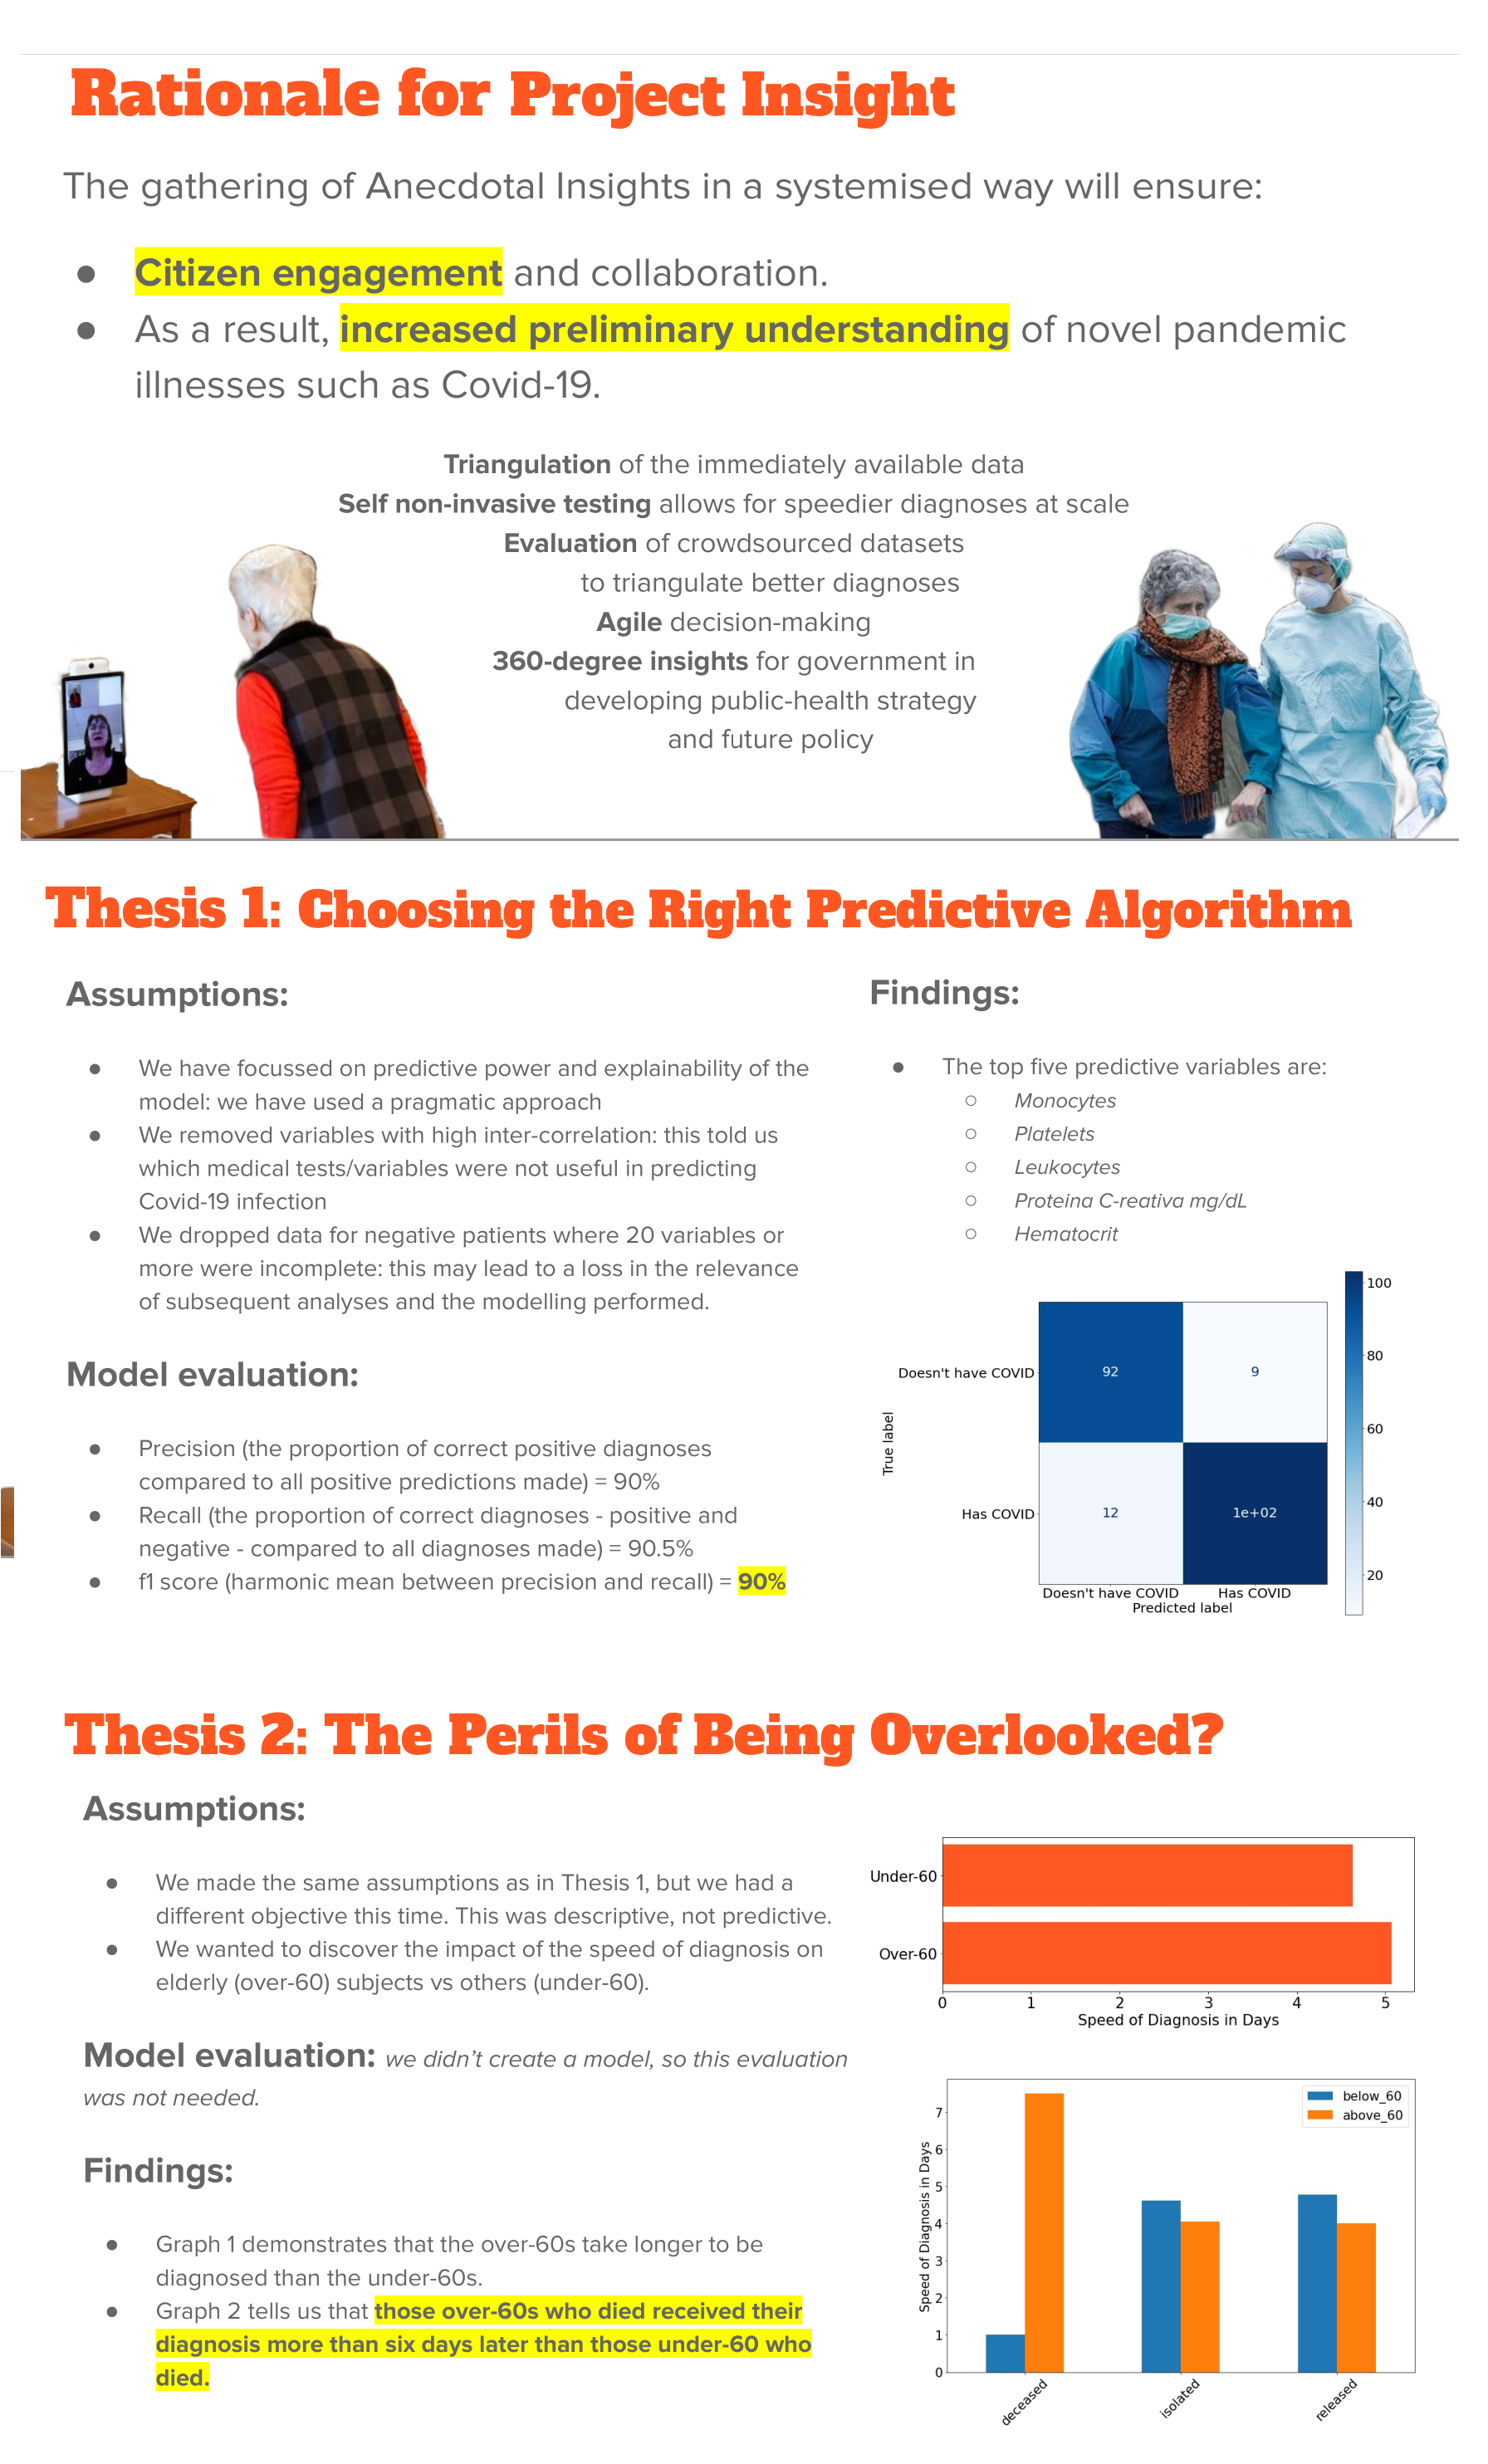 Rationale for Project Insight
The gathering of Anecdotal Insights in a systemised way will ensure:
● Citizen engagement and collaboration.
● As a result, increased preliminary understanding of novel pandemic
illnesses such as Covid-19.
Triangulation of the immediately available data
Self non-invasive testing allows for speedier diagnoses at scale
Evaluation of crowdsourced datasets
to triangulate better diagnoses
Agile decision-making
360-degree insights for government in
developing public-health strategy
and future policy
Thesis 1: Choosing the Right Predictive Algorithm
Assumptions:
● We have focussed on predictive power and explainability of the
model: we have used a pragmatic approach
● We removed variables with high inter-correlation: this told us
which medical tests/variables were not useful in predicting
Covid-19 infection
● We dropped data for negative patients where 20 variables or
more were incomplete: this may lead to a loss in the relevance
of subsequent analyses and the modelling performed.
Model evaluation:
● Precision (the proportion of correct positive diagnoses
compared to all positive predictions made) = 90%
● Recall (the proportion of correct diagnoses - positive and
negative - compared to all diagnoses made) = 90.5%
● f1 score (harmonic mean between precision and recall) = 90%
Findings:
● The top five predictive variables are:
○ Monocytes
○ Platelets
○ Leukocytes
○ Proteina C-reativa mg/dL
○ Hematocrit
True label
Doesn't have COVID
92
9
Has COVID
12
1e+02
Doesn't have COVID
Has COVID
Predicted label
100
80
60
40
20
Thesis 2: The Perils of Being Overlooked?
Assumptions:
● We made the same assumptions as in Thesis 1, but we had a
different objective this time. This was descriptive, not predictive.
● We wanted to discover the impact of the speed of diagnosis on
elderly (over-60) subjects vs others (under-60).
Model evaluation: we didn't create a model, so this evaluation
was not needed.
Findings:
● Graph 1 demonstrates that the over-60s take longer to be
diagnosed than the under-60s.
● Graph 2 tells us that those over-60s who died received their
diagnosis more than six days later than those under-60 who
died.
Under-60
Over-60
0 1 2 3 4 5
Speed of Diagnosis in Days
below_60
above_60
Speed of Diagnosis in Days
7
6
5
4
3
2
1
0
deceased
isolated
released